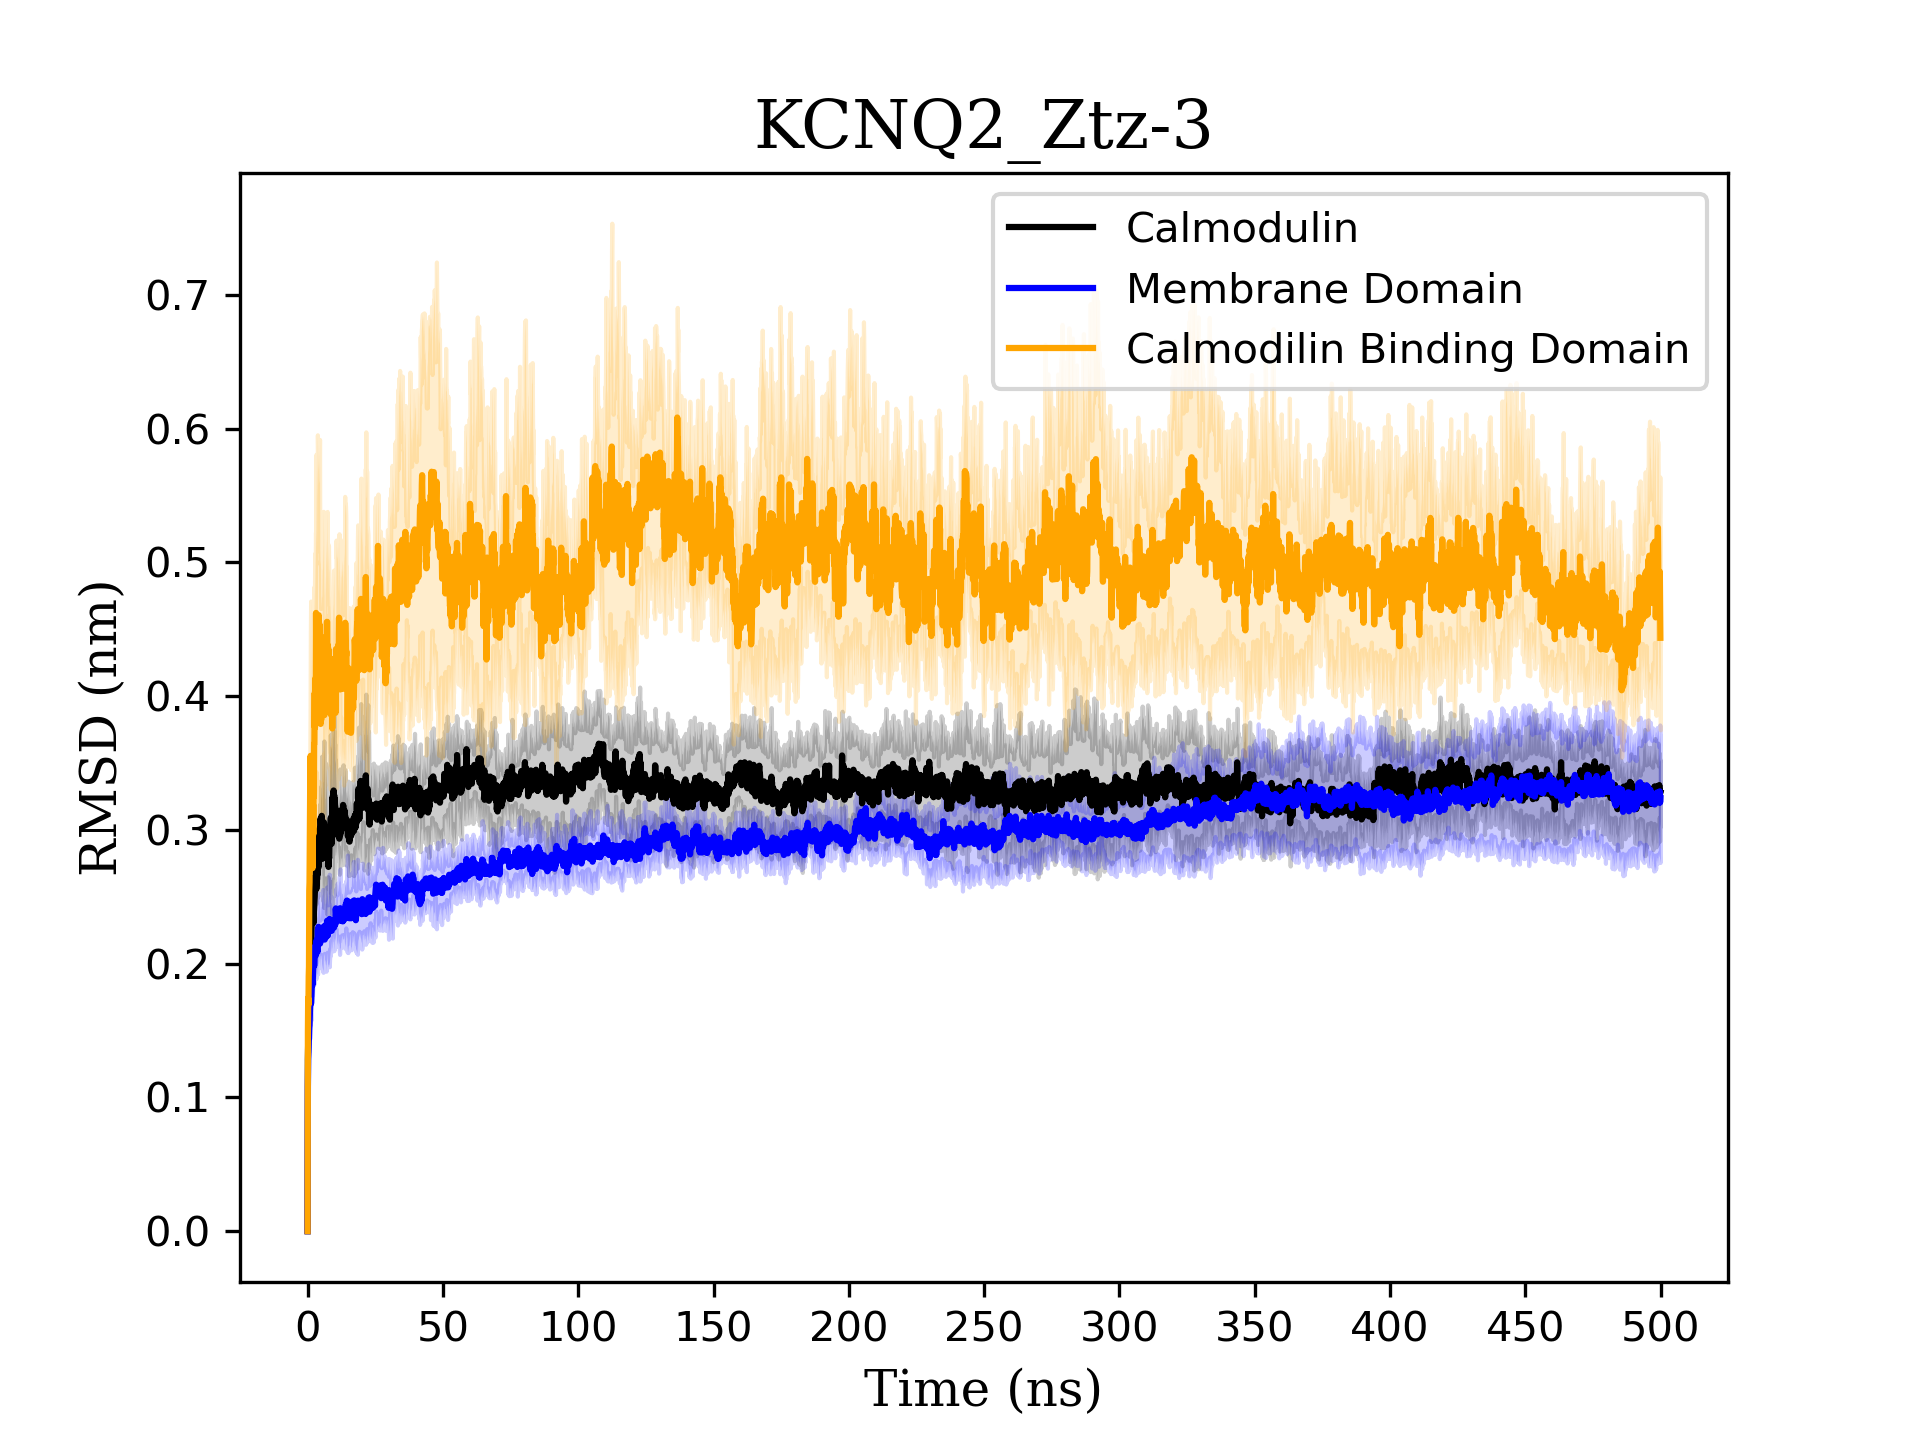 KCNQ2_Ztz-3
Calmodulin
Membrane Domain
Calmodilin Binding Domain
RMSD (nm)
0.7
0.6
0.5
0.4
0.3
0.2
0.1
0.0
0 50 100 150 200 250 300 350 400 450 500
Time (ns)